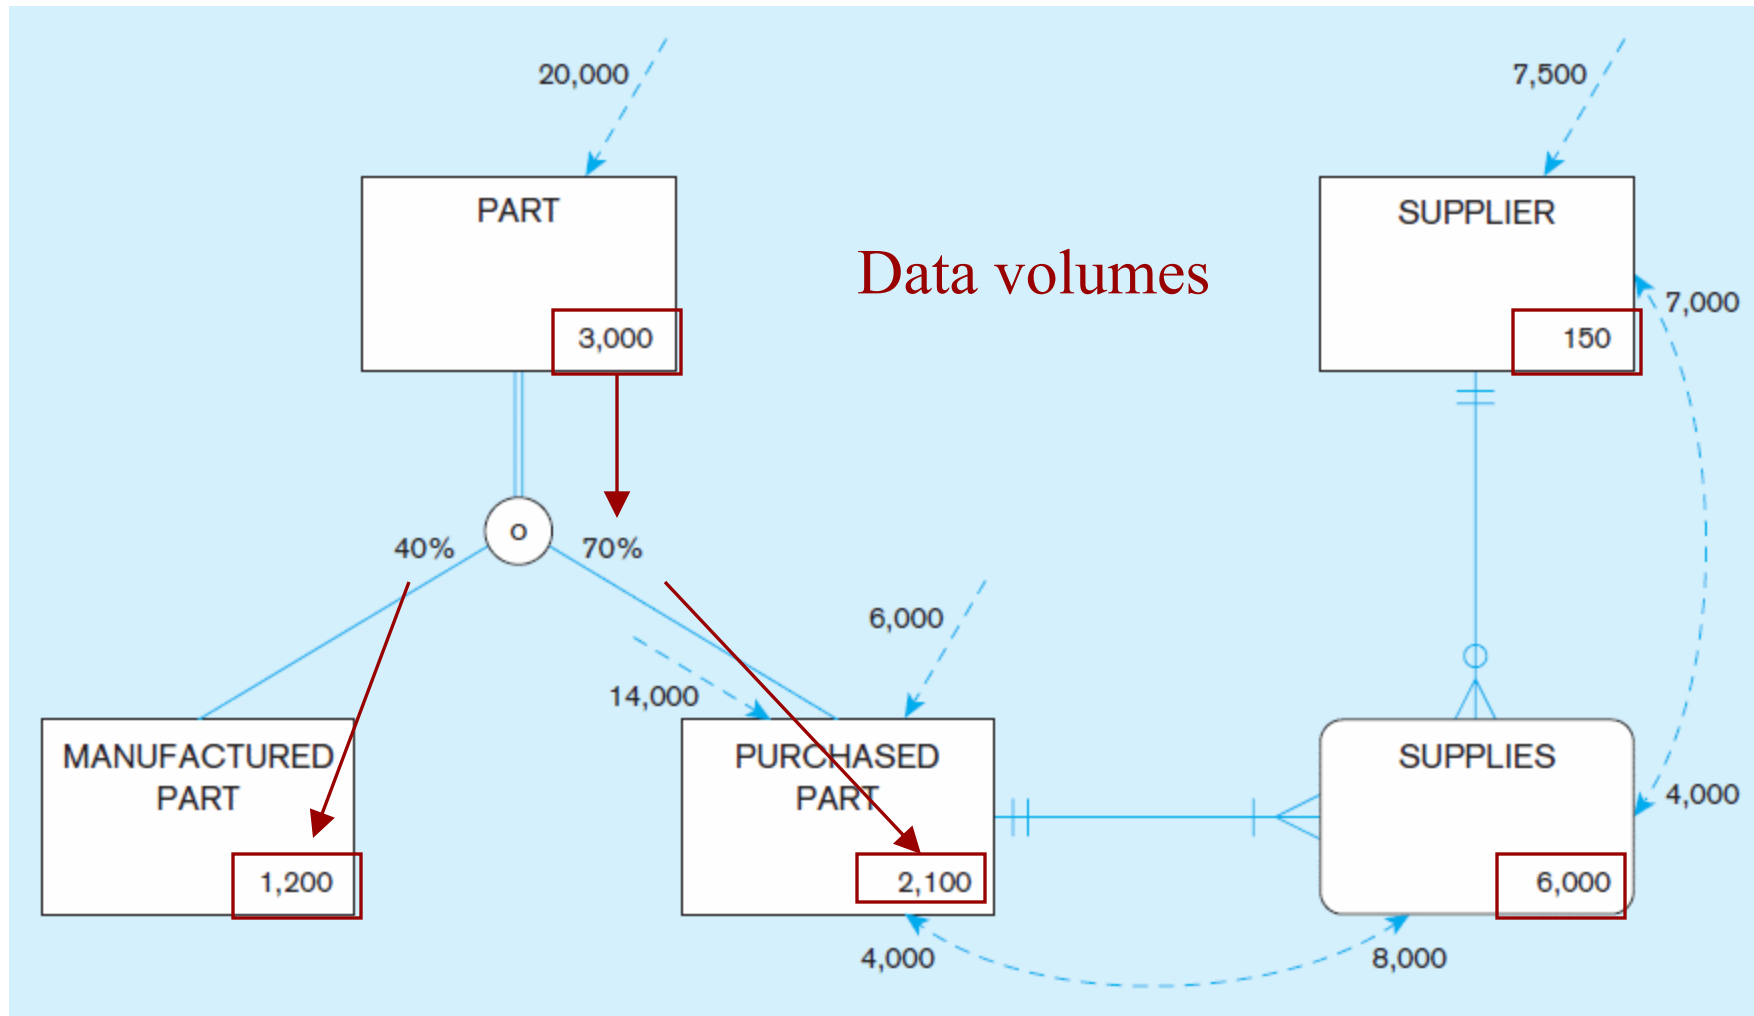 20,000
7,500
PART
SUPPLIER
Data volumes
7,000
3,000
150
40%
o
70%
6,000
14,000
MANUFACTURED
PART
PURCHASED
PART
SUPPLIES
4,000
1,200
2,100
6,000
4,000
8,000